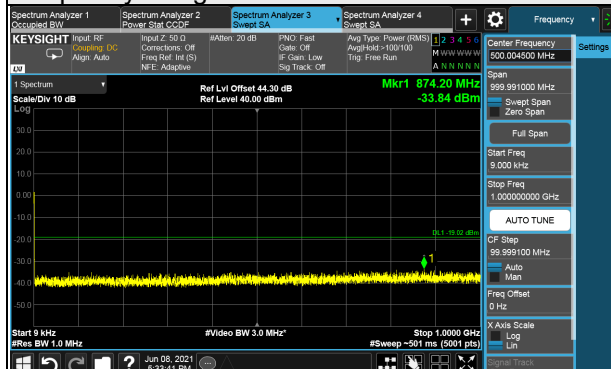 Spectrum Analyzer 1
Occupied BW
Spectrum Analyzer 2
Power Stat CCDF
Spectrum Analyzer 3
Swept SA
Spectrum Analyzer 4
Swept SA
+
Frequency
KEYSIGHT
Input: RF
Coupling: DC
Align: Auto
Input Z: 50 Ω
Corrections: Off
Freq Ref: Int (S)
NFE: Adaptive
#Atten: 20 dB
PNO: Fast
Gate: Off
IF Gain: Low
Sig Track: Off
Avg Type: Power (RMS)
Avg|Hold:>100/100
Trig: Free Run
1 2 3 4 5 6
M W W W W W
A N N N N N
LXI
1 Spectrum
Scale/Div 10 dB
Log
Ref Lvl Offset 44.30 dB
Ref Level 40.00 dBm
Mkr1 874.20 MHz
-33.84 dBm
30.0
20.0
10.0
0.00
-10.0
-20.0
-30.0
-40.0
-50.0
DL1 -19.02 dBm
1
Start 9 kHz
#Res BW 1.0 MHz
#Video BW 3.0 MHz*
Stop 1.0000 GHz
#Sweep ~501 ms (5001 pts)
?
Jun 08, 2021
5:33:41 PM
Settings
Center Frequency
500.004500 MHz
Span
999.991000 MHz
Swept Span
Zero Span
Full Span
Start Freq
9.000 kHz
Stop Freq
1.000000000 GHz
AUTO TUNE
CF Step
99.999100 MHz
Auto
Man
Freq Offset
0 Hz
X Axis Scale
Log
Lin
Signal Track